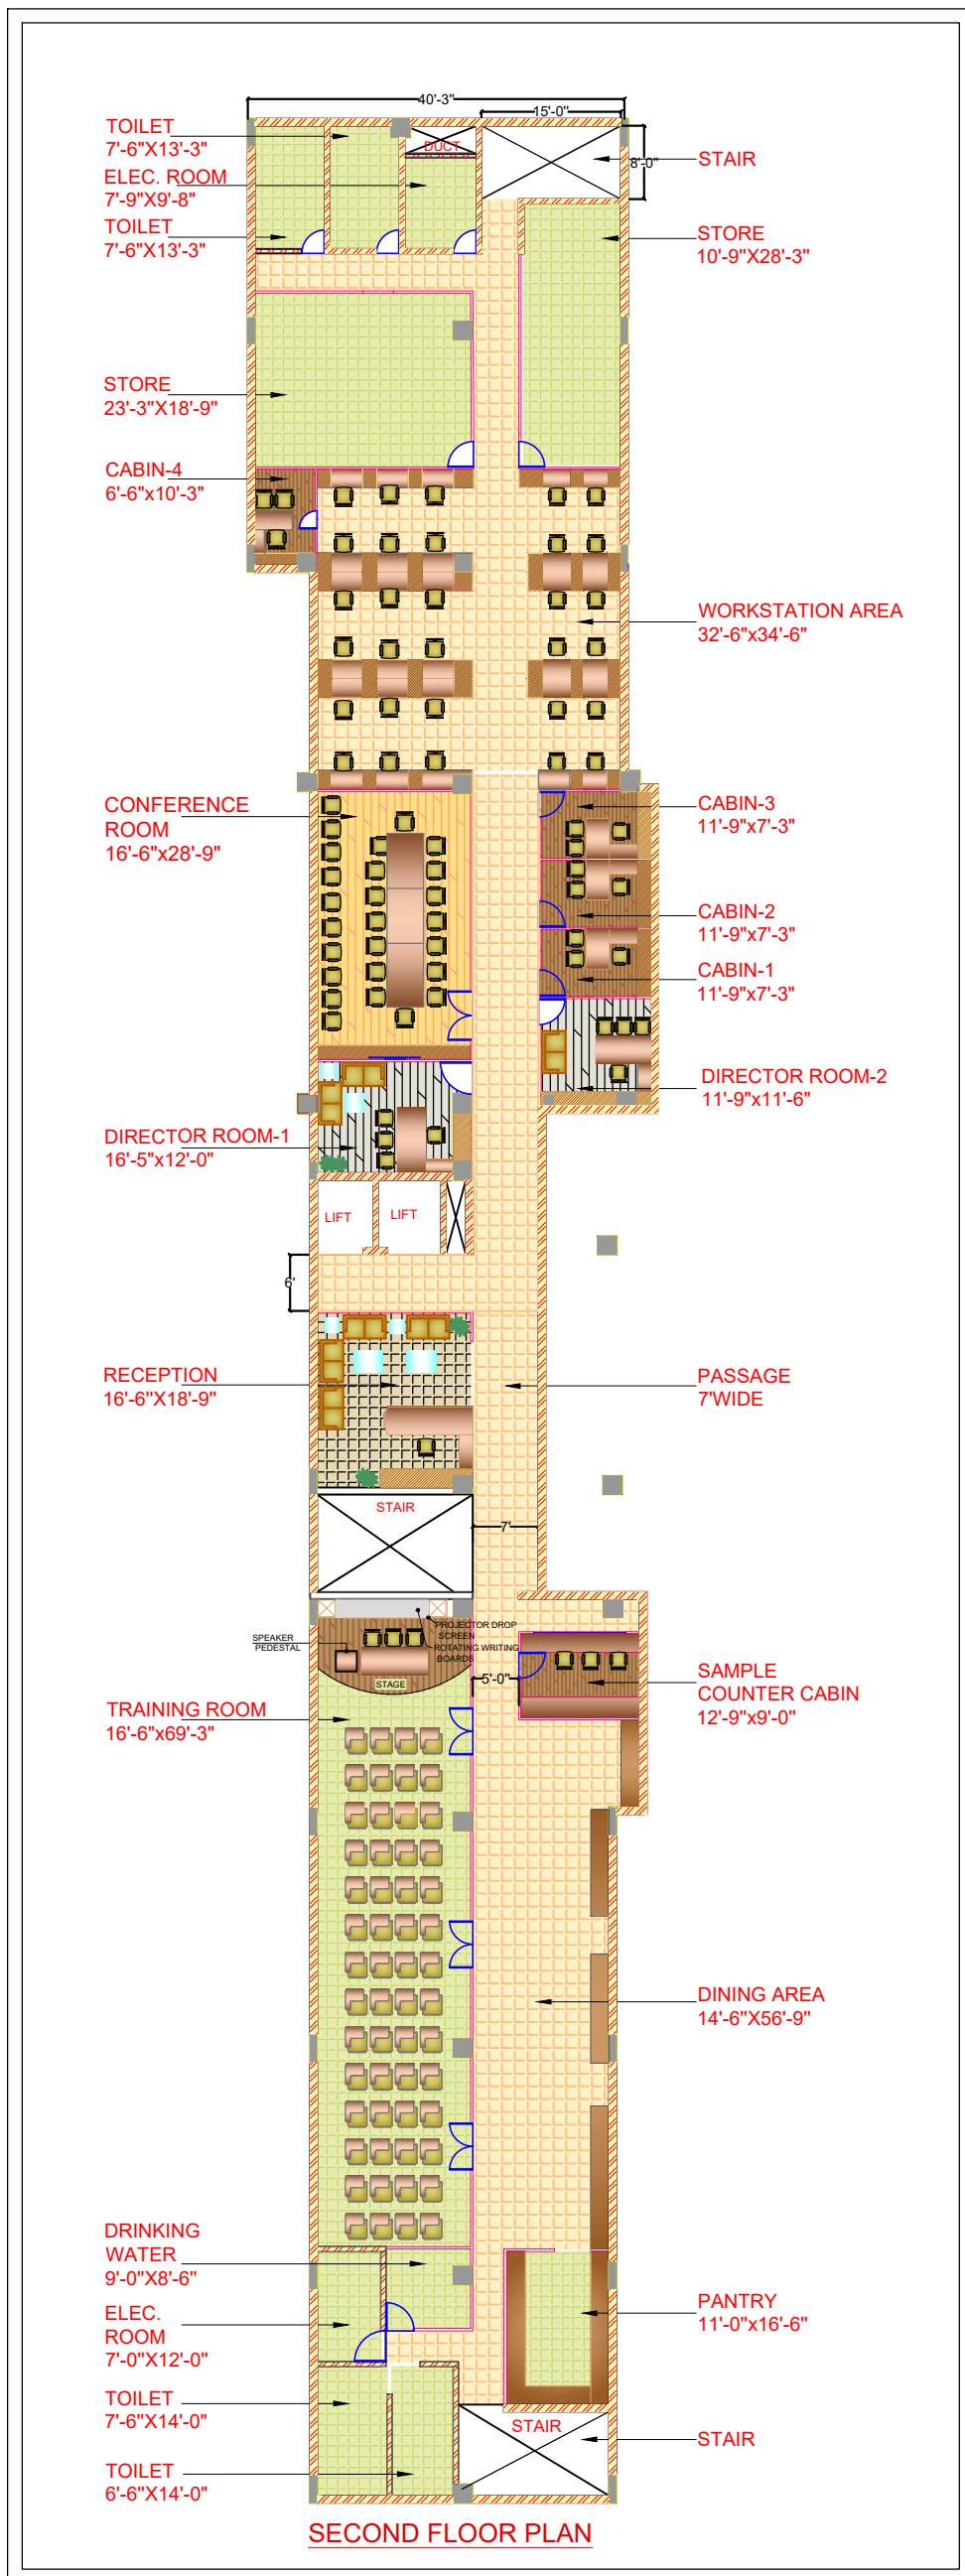 40'-3"
15'-0"
TOILET
7'-6"X13'-3"
DUCT
STAIR
8'-0"
ELEC. ROOM
7'-9"X9'-8"
TOILET
7'-6"X13'-3"
STORE
10'-9"X28'-3"
STORE
23'-3"X18'-9"
CABIN-4
6'-6"x10'-3"
WORKSTATION AREA
32'-6"x34'-6"
CONFERENCE
ROOM
16'-6"x28'-9"
CABIN-3
11'-9"x7'-3"
CABIN-2
11'-9"x7'-3"
CABIN-1
11'-9"x7'-3"
DIRECTOR ROOM-2
11'-9"x11'-6"
DIRECTOR ROOM-1
16'-5"x12'-0"
LIFT
LIFT
6'
RECEPTION
16'-6"X18'-9"
PASSAGE
7'WIDE
STAIR
7'
PROJECTOR DROP
SCREEN
ROTATING WRITING
BOARDS
SPEAKER
PEDESTAL
STAGE
5'-0"
SAMPLE
COUNTER CABIN
12'-9"x9'-0"
TRAINING ROOM
16'-6"x69'-3"
DINING AREA
14'-6"X56'-9"
DRINKING
WATER
9'-0"X8'-6"
PANTRY
11'-0"x16'-6"
ELEC.
ROOM
7'-0"X12'-0"
TOILET
7'-6"X14'-0"
STAIR
STAIR
TOILET
6'-6"X14'-0"
SECOND FLOOR PLAN